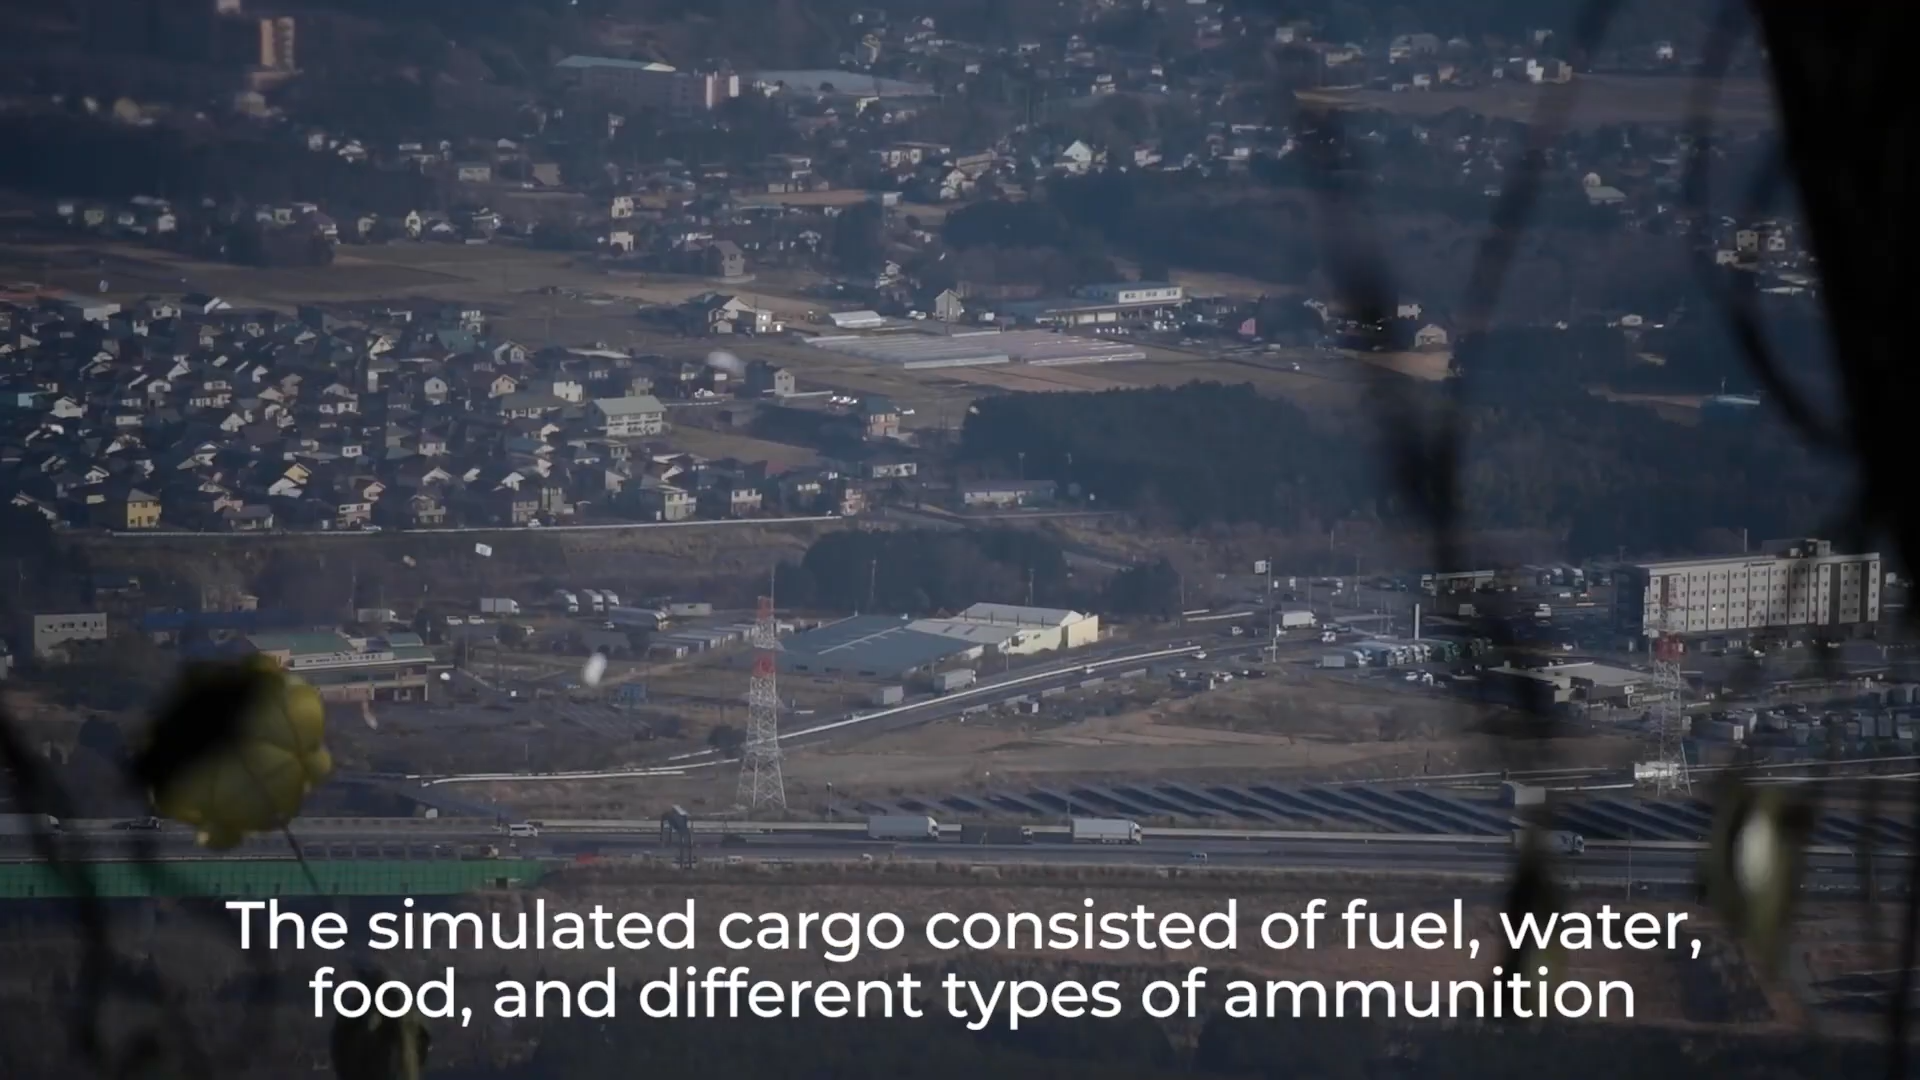 The simulated cargo consisted of fuel, water,
food, and different types of ammunition